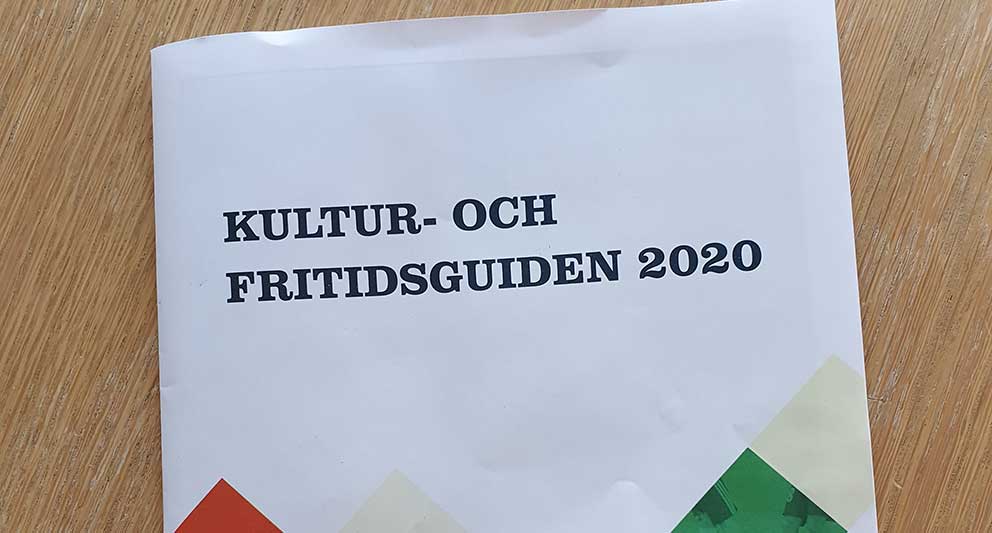 KULTUR- OCH
FRITIDSGUIDEN 2020